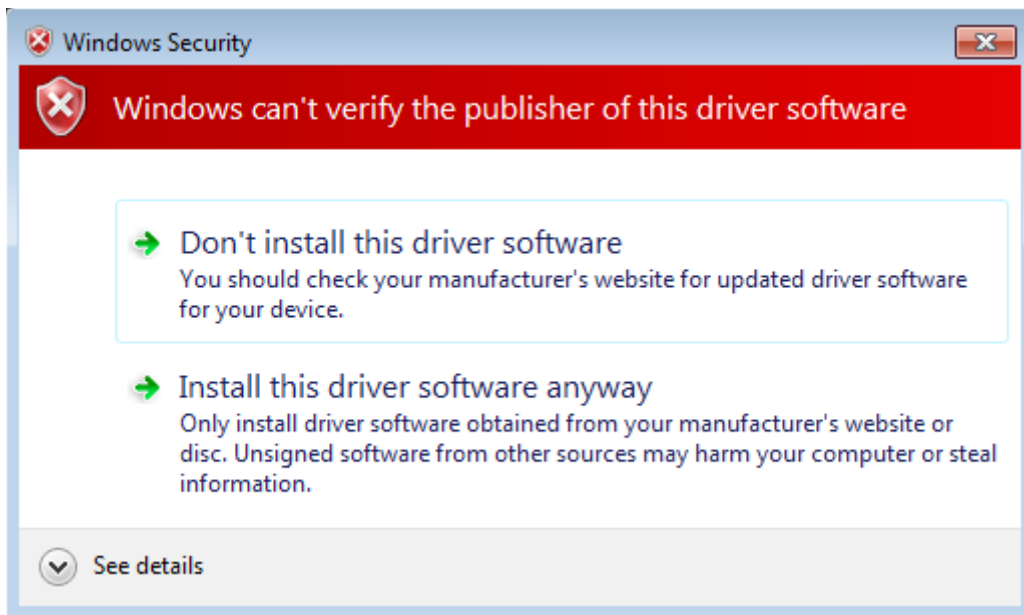 Windows Security
Windows can't verify the publisher of this driver software
Don't install this driver software
You should check your manufacturer's website for updated driver software
for your device.
Install this driver software anyway
Only install driver software obtained from your manufacturer's website or
disc. Unsigned software from other sources may harm your computer or steal
information.
See details